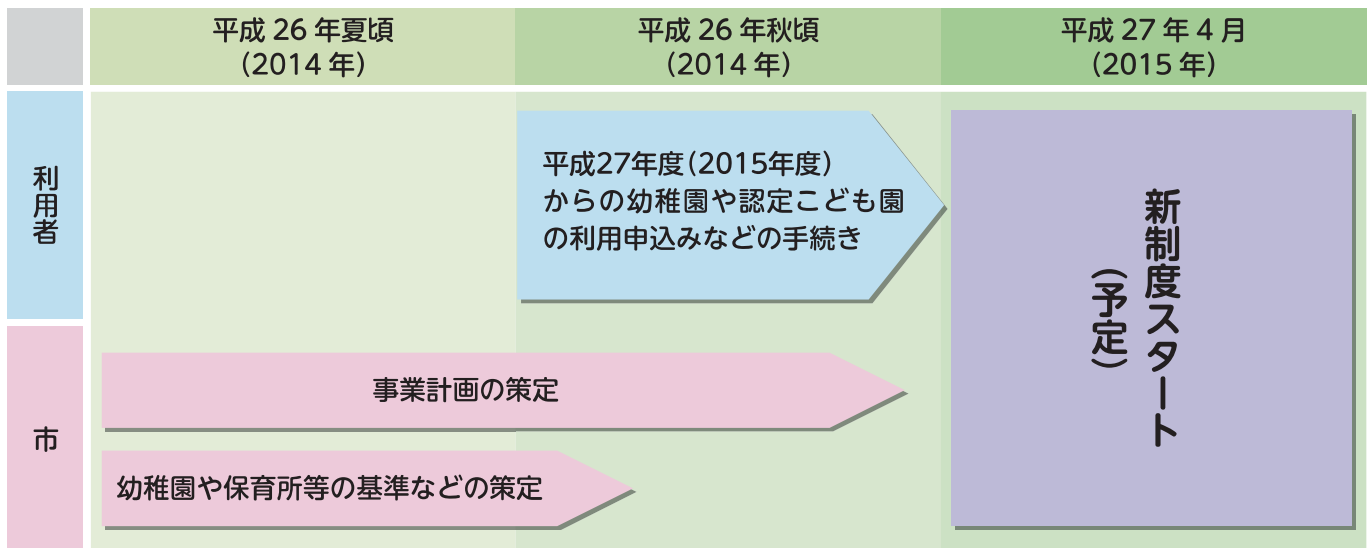 平成 26 年夏頃
(2014 年)
平成 26 年秋頃
(2014 年)
平成 27 年 4 月
(2015 年)
利用者
平成27年度(2015年度)
からの幼稚園や認定こども園
の利用申込みなどの手続き
新制度スタート
(予定)
市
事業計画の策定
幼稚園や保育所等の基準などの策定